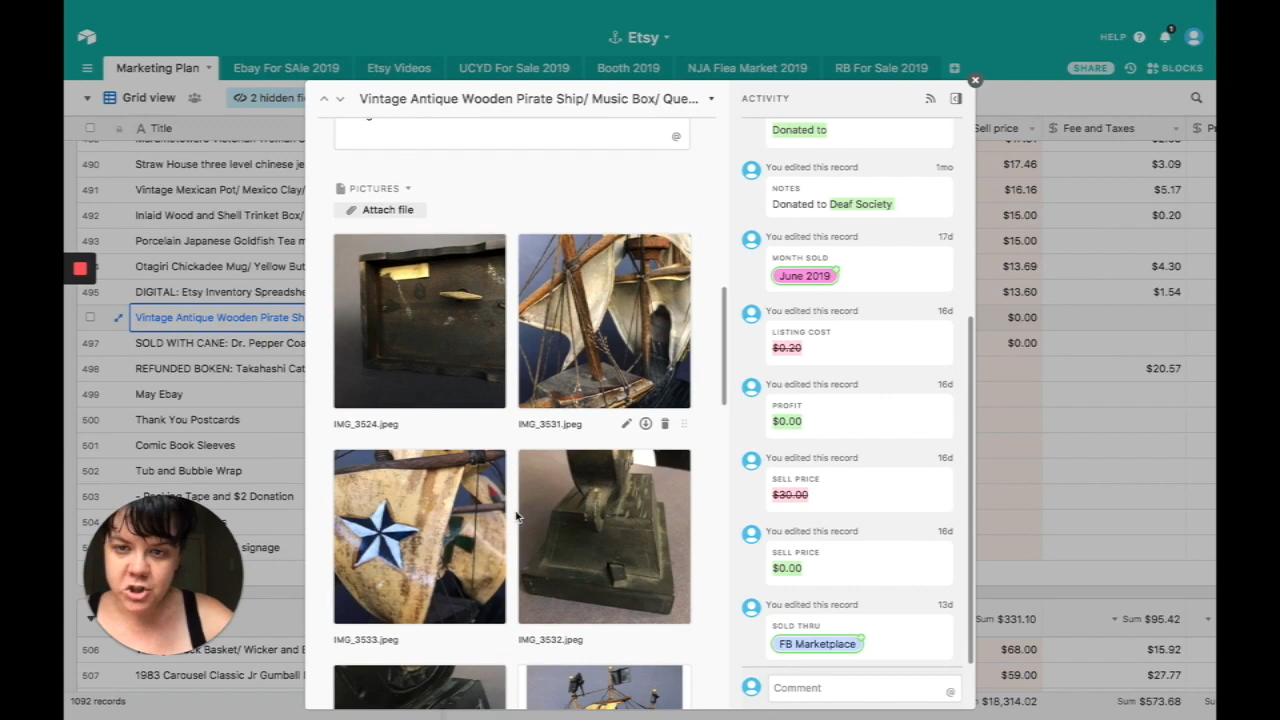 Etsy
HELP
1
Marketing Plan
Ebay For SAle 2019
Etsy Videos
UCYD For Sale 2019
Booth 2019
NJA Flea Market 2019
RB For Sale 2019
SHARE
BLOCKS
Grid view
2 hidden fi
Vintage Antique Wooden Pirate Ship/ Music Box/ Que...
ACTIVITY
A Title
Sell price
$ Fee and Taxes
490 Straw House three level chinese je
$17.46 $3.09
491 Vintage Mexican Pot/ Mexico Clay/
$16.16 $5.17
492 Inlaid Wood and Shell Trinket Box/
$15.00 $0.20
493 Porcelain Japanese Goldfish Tea m
$15.00
Otagiri Chickadee Mug/ Yellow But
$13.69 $4.30
495 DIGITAL: Etsy Inventory Spreadshe
$13.60 $1.54
Vintage Antique Wooden Pirate Sh
$0.00
497 SOLD WITH CANE: Dr. Pepper Coa
$0.00
498 REFUNDED BOKEN: Takahashi Cat
$20.57
499 May Ebay
500 Thank You Postcards
501 Comic Book Sleeves
502 Tub and Bubble Wrap
503 - Packing Tape and $2 Donation
504
signage
Sum $331.10 Sum $95.42
506 Basket/ Wicker and E
$68.00 $15.92
507 1983 Carousel Classic Jr Gumball
$59.00 $27.77
1092 records
$18,314.02 Sum $573.68
@
PICTURES
Attach file
IMG_3524.jpeg
IMG_3531.jpeg
IMG_3533.jpeg
IMG_3532.jpeg
Donated to
You edited this record 1mo
NOTES
Donated to Deaf Society
You edited this record 17d
MONTH SOLD
June 2019
You edited this record 16d
LISTING COST
$0.20
You edited this record 16d
PROFIT
$0.00
You edited this record 16d
SELL PRICE
$30.00
You edited this record 16d
SELL PRICE
$0.00
You edited this record 13d
SOLD THRU
FB Marketplace
Comment @